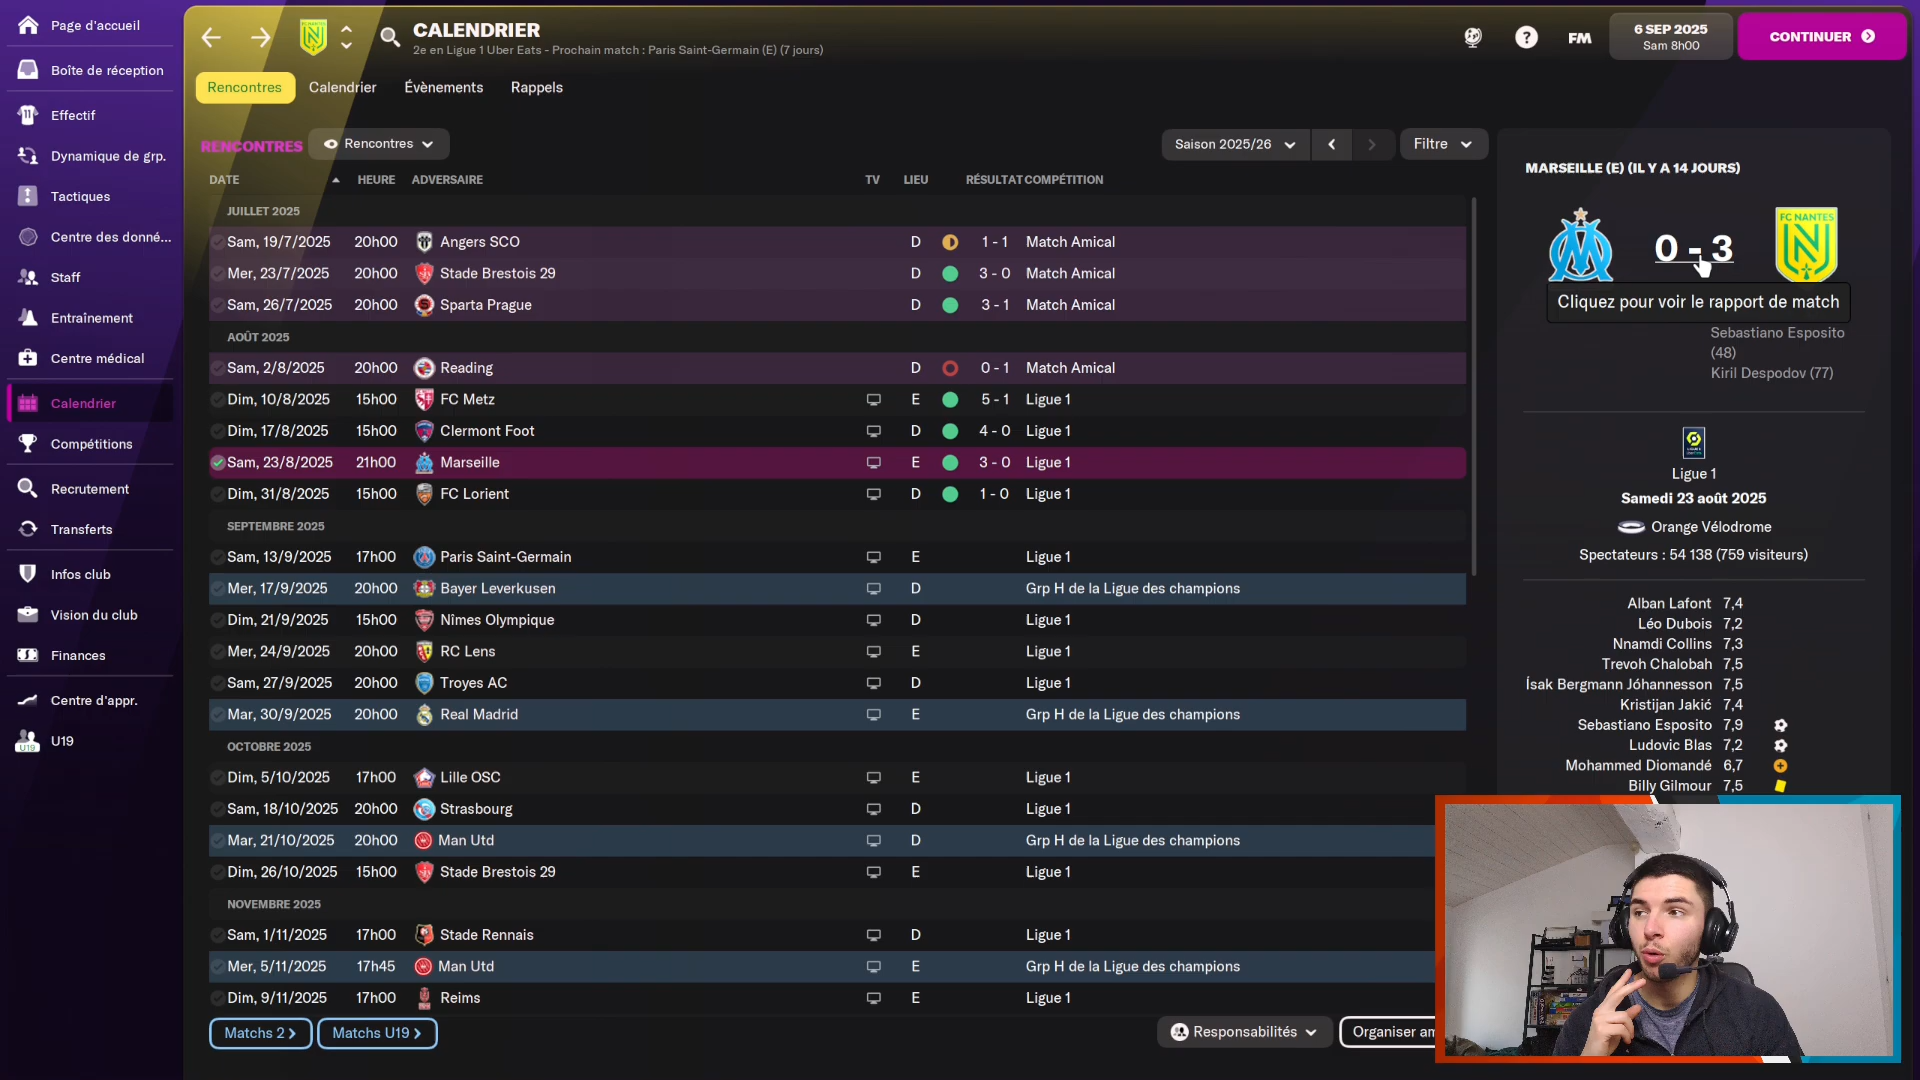 Page d'accueil
Boîte de réception
Effectif
Dynamique de grp.
Tactiques
Centre des donné...
Staff
Entraînement
Centre médical
Calendrier
Compétitions
Recrutement
Transferts
Infos club
Vision du club
Finances
Centre d'appr.
U19
U19
FC NANTES
CALENDRIER
2e en Ligue 1 Uber Eats - Prochain match : Paris Saint-Germain (E) (7 jours)
?
FM
6 SEP 2025
Sam 8h00
CONTINUER
Rencontres Calendrier Évènements Rappels
RENCONTRES Rencontres
Saison 2025/26 Filtre
DATE HEURE ADVERSAIRE TV LIEU RÉSULTAT COMPÉTITION
JUILLET 2025
Sam, 19/7/2025 20h00 Angers SCO D 1 - 1 Match Amical
Mer, 23/7/2025 20h00 Stade Brestois 29 D 3 - 0 Match Amical
Sam, 26/7/2025 20h00 Sparta Prague D 3 - 1 Match Amical
AOÛT 2025
Sam, 2/8/2025 20h00 Reading D 0 - 1 Match Amical
Dim, 10/8/2025 15h00 FC Metz E 5 - 1 Ligue 1
Dim, 17/8/2025 15h00 Clermont Foot D 4 - 0 Ligue 1
Sam, 23/8/2025 21h00 Marseille E 3 - 0 Ligue 1
Dim, 31/8/2025 15h00 FC Lorient D 1 - 0 Ligue 1
SEPTEMBRE 2025
Sam, 13/9/2025 17h00 Paris Saint-Germain E Ligue 1
Mer, 17/9/2025 20h00 Bayer Leverkusen D Grp H de la Ligue des champions
Dim, 21/9/2025 15h00 Nîmes Olympique D Ligue 1
Mer, 24/9/2025 20h00 RC Lens E Ligue 1
Sam, 27/9/2025 20h00 Troyes AC D Ligue 1
Mar, 30/9/2025 20h00 Real Madrid E Grp H de la Ligue des champions
OCTOBRE 2025
Dim, 5/10/2025 17h00 Lille OSC E Ligue 1
Sam, 18/10/2025 20h00 Strasbourg D Ligue 1
Mar, 21/10/2025 20h00 Man Utd D Grp H de la Ligue des champions
Dim, 26/10/2025 15h00 Stade Brestois 29 E Ligue 1
NOVEMBRE 2025
Sam, 1/11/2025 17h00 Stade Rennais D Ligue 1
Mer, 5/11/2025 17h45 Man Utd E Grp H de la Ligue des champions
Dim, 9/11/2025 17h00 Reims E Ligue 1
Matchs 2 Matchs U19
Responsabilités Organiser am
MARSEILLE (E) (IL Y A 14 JOURS)
0 - 3
FC NANTES
Cliquez pour voir le rapport de match
Sebastiano Esposito
(48)
Kiril Despodov (77)
Ligue 1
Samedi 23 août 2025
Orange Vélodrome
Spectateurs : 54 138 (759 visiteurs)
Alban Lafont 7,4
Léo Dubois 7,2
Nnamdi Collins 7,3
Trevoh Chalobah 7,5
Ísak Bergmann Jóhannesson 7,5
Kristijan Jakić 7,4
Sebastiano Esposito 7,9
Ludovic Blas 7,2
Mohammed Diomandé 6,7
Billy Gilmour 7,5